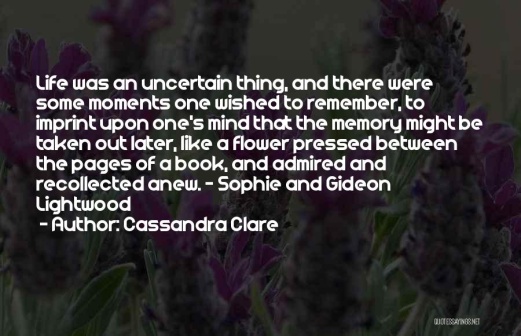 Life was an uncertain thing, and there were
some moments one wished to remember, to
imprint upon one's mind that the memory might be
taken out later, like a flower pressed between
the pages of a book, and admired and
recollected anew. - Sophie and Gideon
Lightwood
- Author: Cassandra Clare
QUOTESSAYINGS.NET